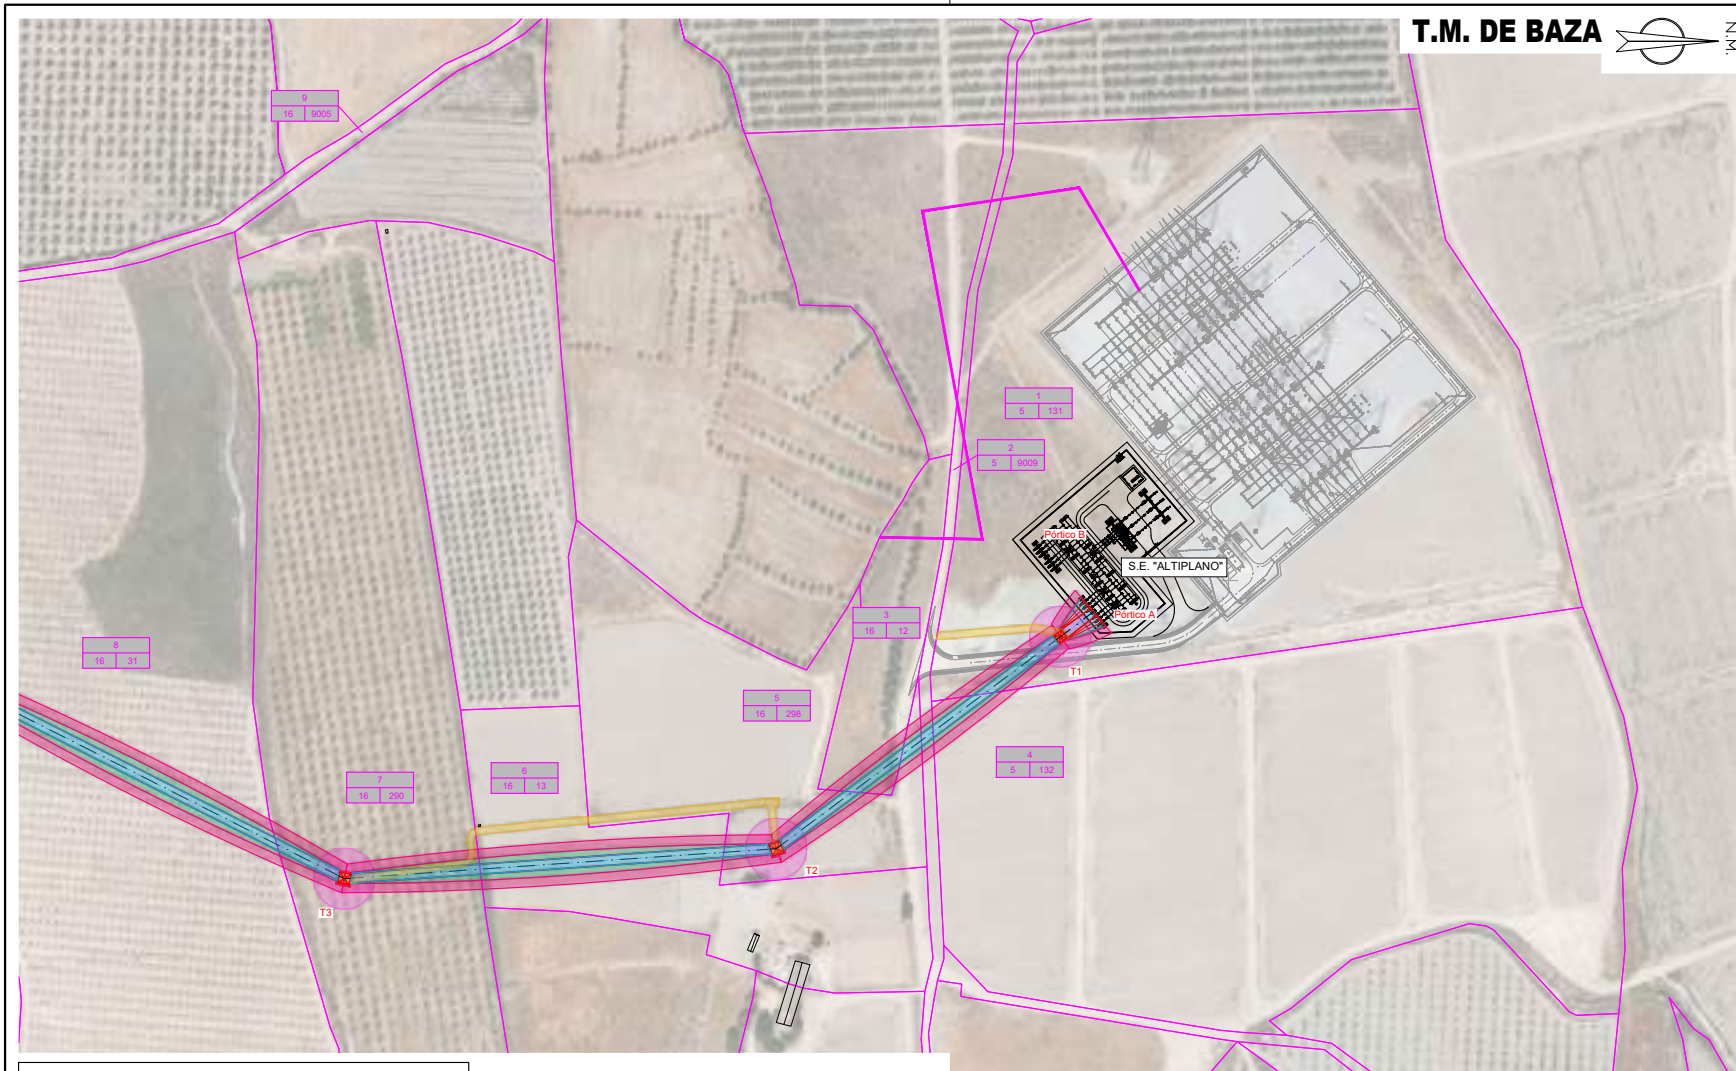 T.M. DE BAZA
N.M.
9
16 9005
1
5 131
2
5 9009
Pórtico B
S.E. "ALTIPLANO"
Pórtico A
3
16 12
T1
8
16 31
5
16 298
4
5 132
7
16 290
6
16 13
T2
T3